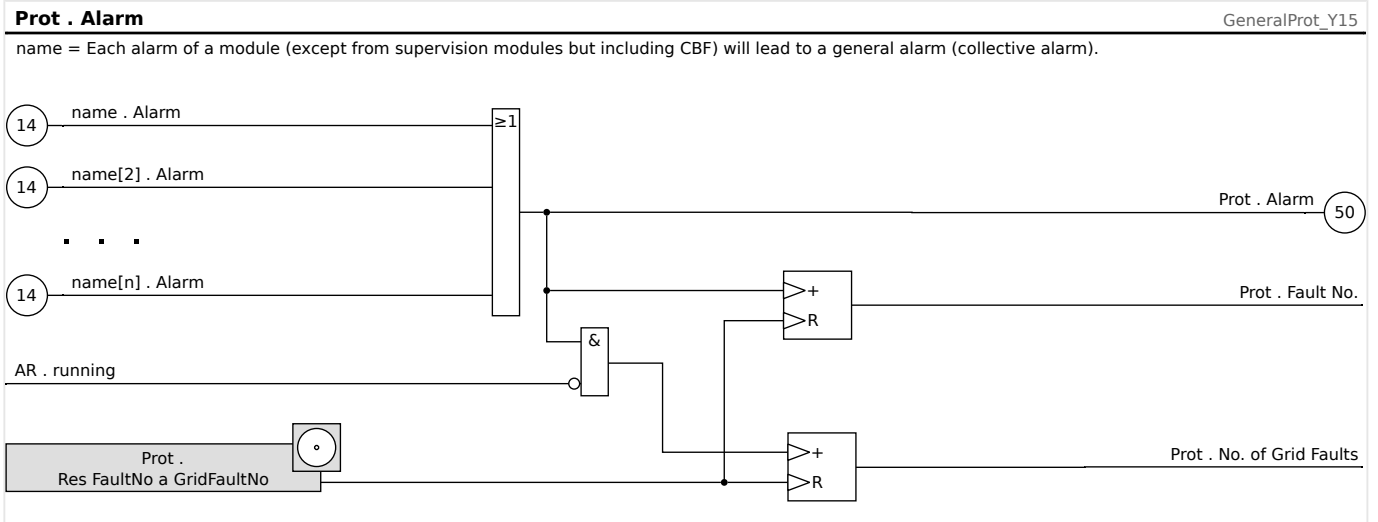 Prot . Alarm
GeneralProt_Y15
name = Each alarm of a module (except from supervision modules but including CBF) will lead to a general alarm (collective alarm).
14
name . Alarm
≥1
14
name[2] . Alarm
Prot . Alarm
50
. . .
14
name[n] . Alarm
+
R
Prot . Fault No.
&
AR . running
Prot .
Res FaultNo a GridFaultNo
+
R
Prot . No. of Grid Faults